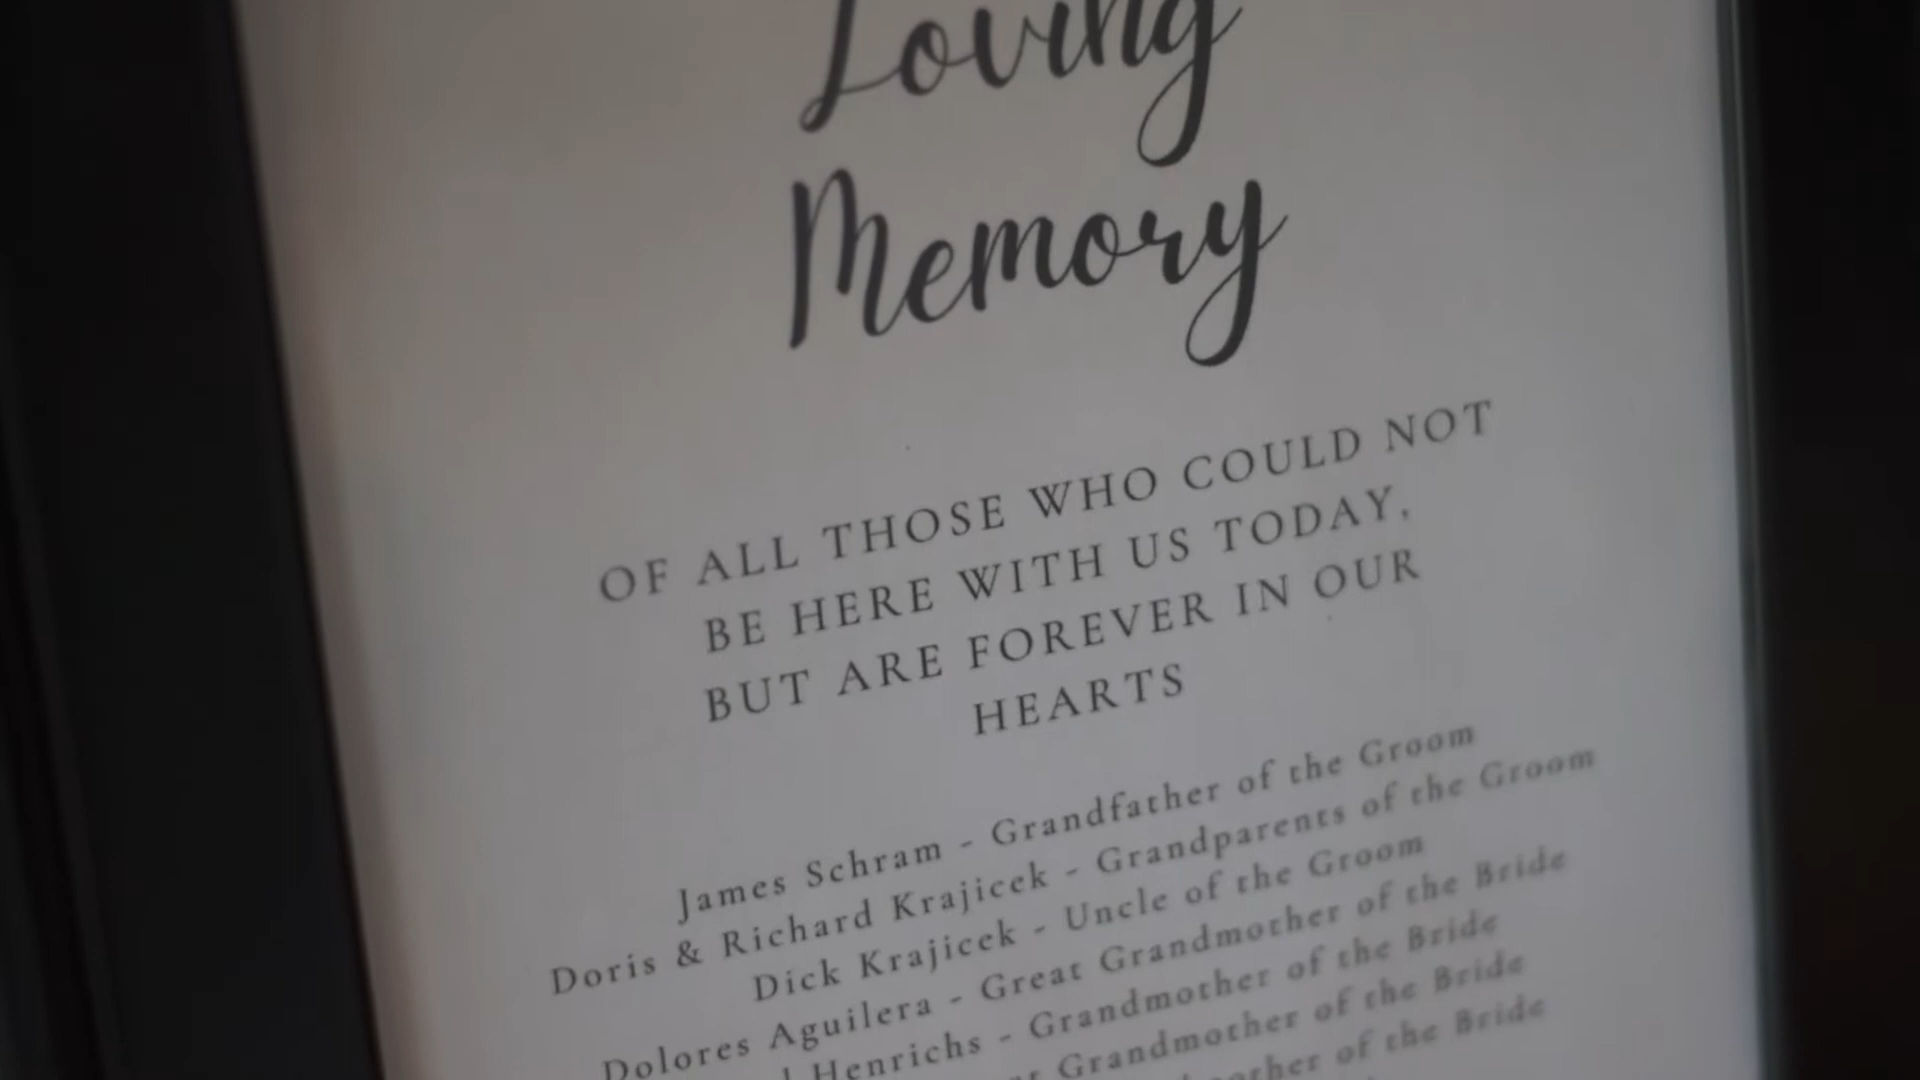 Loving
Memory
OF ALL THOSE WHO COULD NOT
BE HERE WITH US TODAY,
BUT ARE FOREVER IN OUR
HEARTS
James Schram - Grandfather of the Groom
Doris & Richard Krajicek - Grandparents of the Groom
Dick Krajicek - Uncle of the Groom
Dolores Aguilera - Great Grandmother of the Bride
Henrichs - Grandmother of the Bride
Grandmother of the Bride
of the Bride